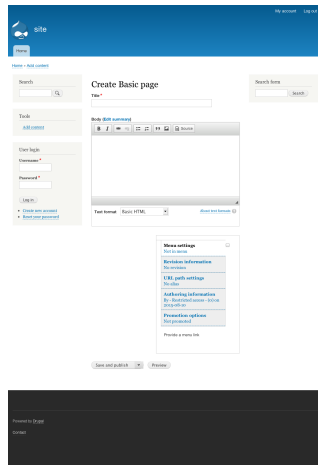 My account Log out
site
Home
Home » Add content
Search
Tools
Add content
User login
Username *
Password *
Log in
Create new account
Reset your password
Create Basic page
Title *
Body (Edit summary)
B I Source
Text format Basic HTML About text formats
Menu settings
Not in menu
Revision information
No revision
URL path settings
No alias
Authoring information
Promotion options
Not promoted
Provide a menu link
Save and publish Preview
Search form
Search
Powered by Drupal
Contact